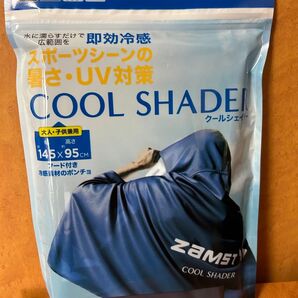 水に濡らすだけで
広範囲を 即効冷感
スポーツシーンの
暑さ・UV対策
COOL SHADER
クールシェイ
大人・子供兼用
高さ
145×95CM
フード付き
冷感素材のポンチョ
ZAMST
COOL SHADER